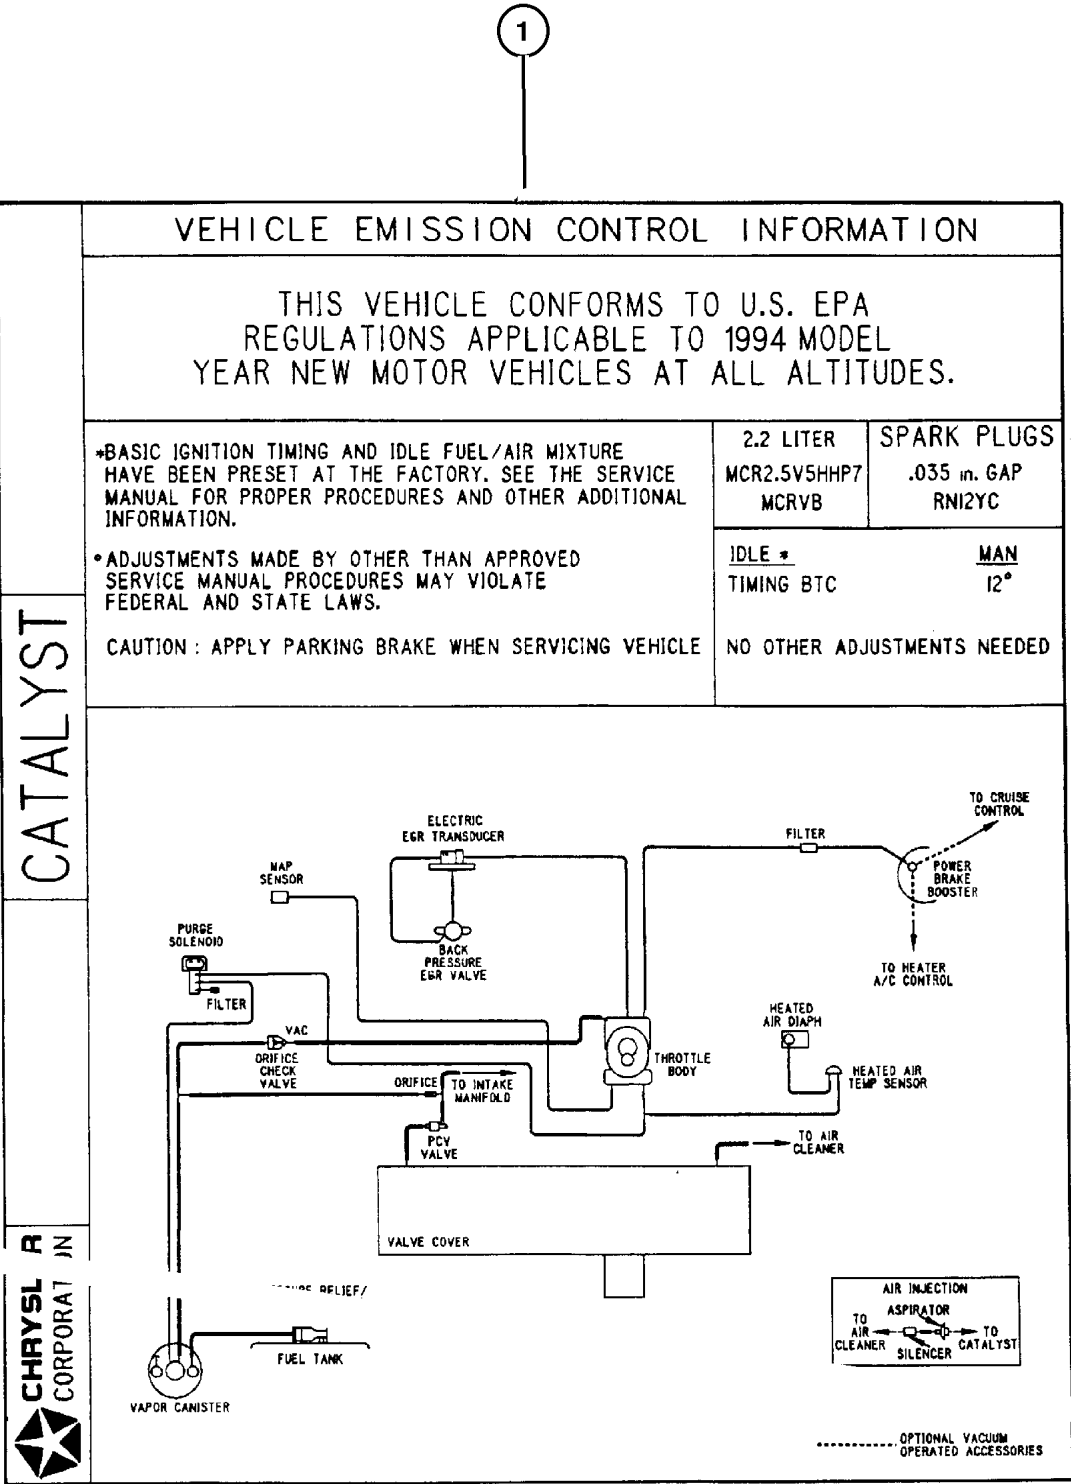 1
VEHICLE EMISSION CONTROL INFORMATION
THIS VEHICLE CONFORMS TO U.S. EPA
REGULATIONS APPLICABLE TO 1994 MODEL
YEAR NEW MOTOR VEHICLES AT ALL ALTITUDES.
*BASIC IGNITION TIMING AND IDLE FUEL/AIR MIXTURE
HAVE BEEN PRESET AT THE FACTORY. SEE THE SERVICE
MANUAL FOR PROPER PROCEDURES AND OTHER ADDITIONAL
INFORMATION.
•ADJUSTMENTS MADE BY OTHER THAN APPROVED
SERVICE MANUAL PROCEDURES MAY VIOLATE
FEDERAL AND STATE LAWS.
CAUTION : APPLY PARKING BRAKE WHEN SERVICING VEHICLE
2.2 LITER
MCR2.5V5HHP7
MCRVB
SPARK PLUGS
.035 in. GAP
RN12YC
IDLE * MAN
TIMING BTC 12°
NO OTHER ADJUSTMENTS NEEDED
CATALYST
CHRYSL R
CORPORAT
ELECTRIC
EGR TRANSDUCER
MAP
SENSOR
PURGE
SOLENOID
FILTER
BACK
PRESSURE
EGR VALVE
FILTER
TO CRUISE
CONTROL
POWER
BRAKE
BOOSTER
TO HEATER
A/C CONTROL
VAC
ORIFICE
CHECK
VALVE
ORIFICE
TO INTAKE
MANIFOLD
PCV
VALVE
THROTTLE
BODY
HEATED
AIR DIAPH
HEATED AIR
TEMP SENSOR
TO AIR
CLEANER
VALVE COVER
RELIEF/
FUEL TANK
VAPOR CANISTER
AIR INJECTION
ASPIRATOR
TO
AIR
CLEANER
SILENCER
TO
CATALYST
OPTIONAL VACUUM
OPERATED ACCESSORIES